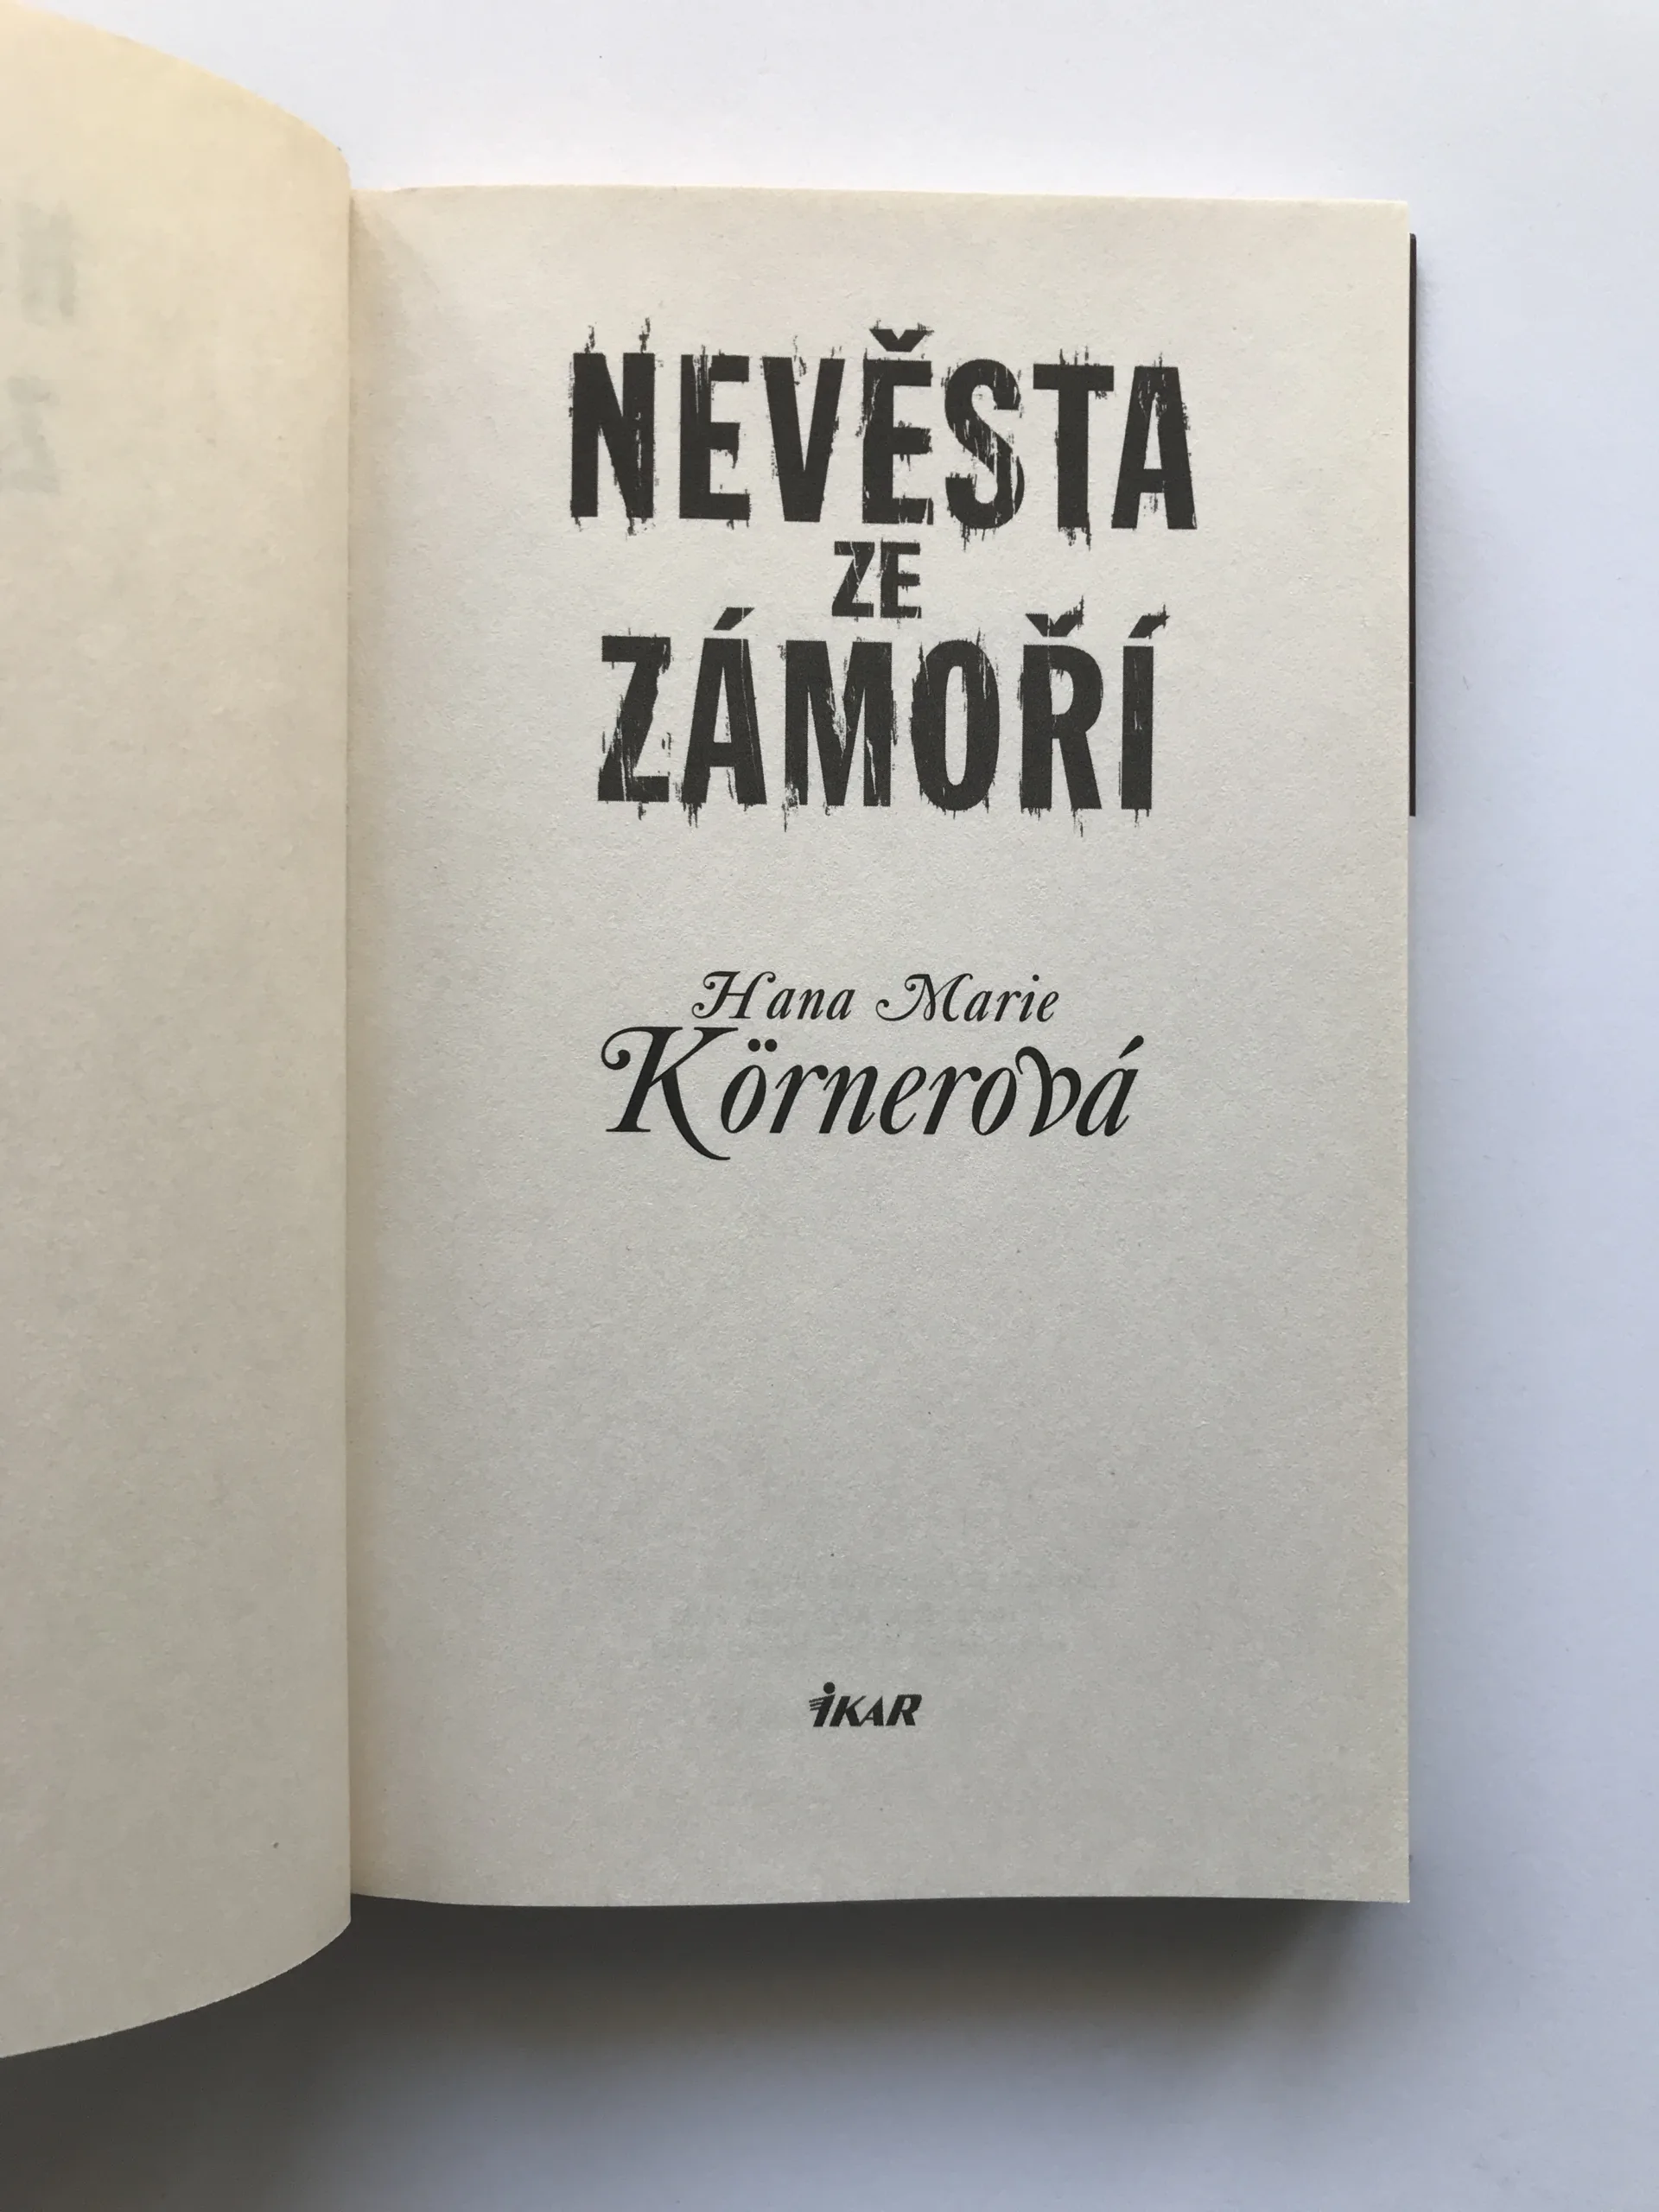 NEVĚSTA
ZE
ZÁMOŘÍ
Hana Marie
Körnerová
iKAR